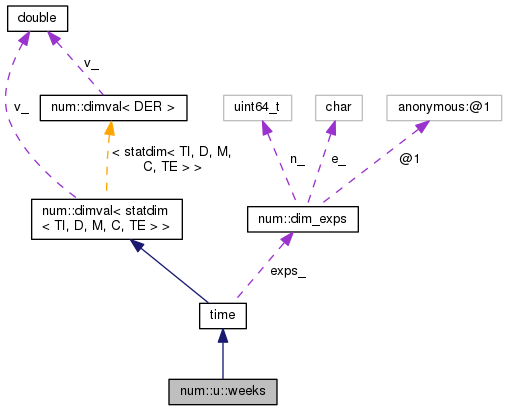 double
v_
v_
num::dimval< DER >
uint64_t
char
anonymous:@1
< statdim< TI, D, M,
C, TE > >
n_
e_
@1
num::dimval< statdim
< TI, D, M, C, TE > >
num::dim_exps
exps_
time
num::u::weeks